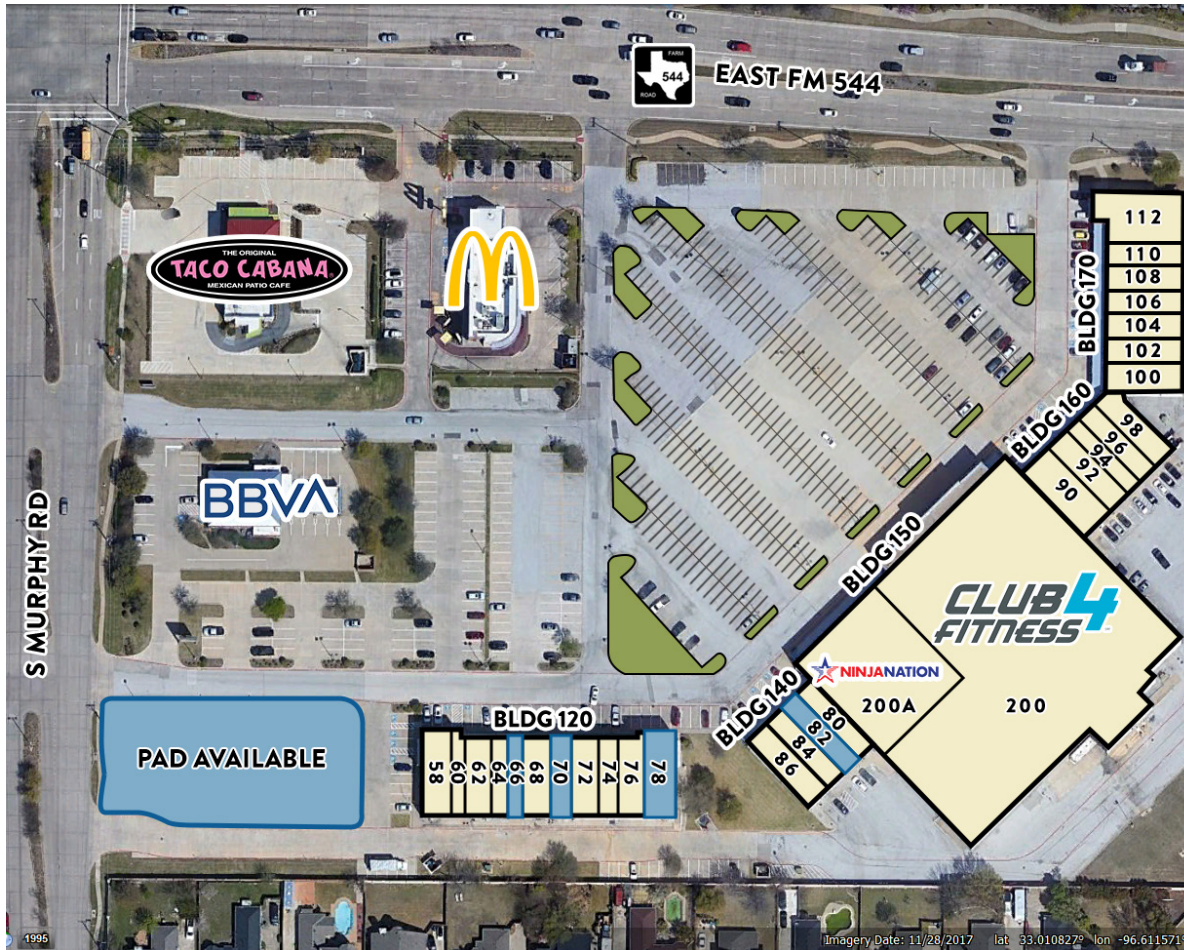 FARM
544
ROAD
EAST FM 544
THE ORIGINAL
TACO CABANA
MEXICAN PATIO CAFE
M
112
110
108
106
104
102
100
BLDG 170
BLDG 160
98
96
94
92
90
BBVA
S MURPHY RD
BLDG 150
CLUB 4
FITNESS
NINJANATION
200A
200
BLDG 140
80
82
84
86
BLDG 120
PAD AVAILABLE
58
60
62
64
66
68
70
72
74
76
78
1995
Imagery Date: 11/28/2017 lat 33.010827° lon -96.611571